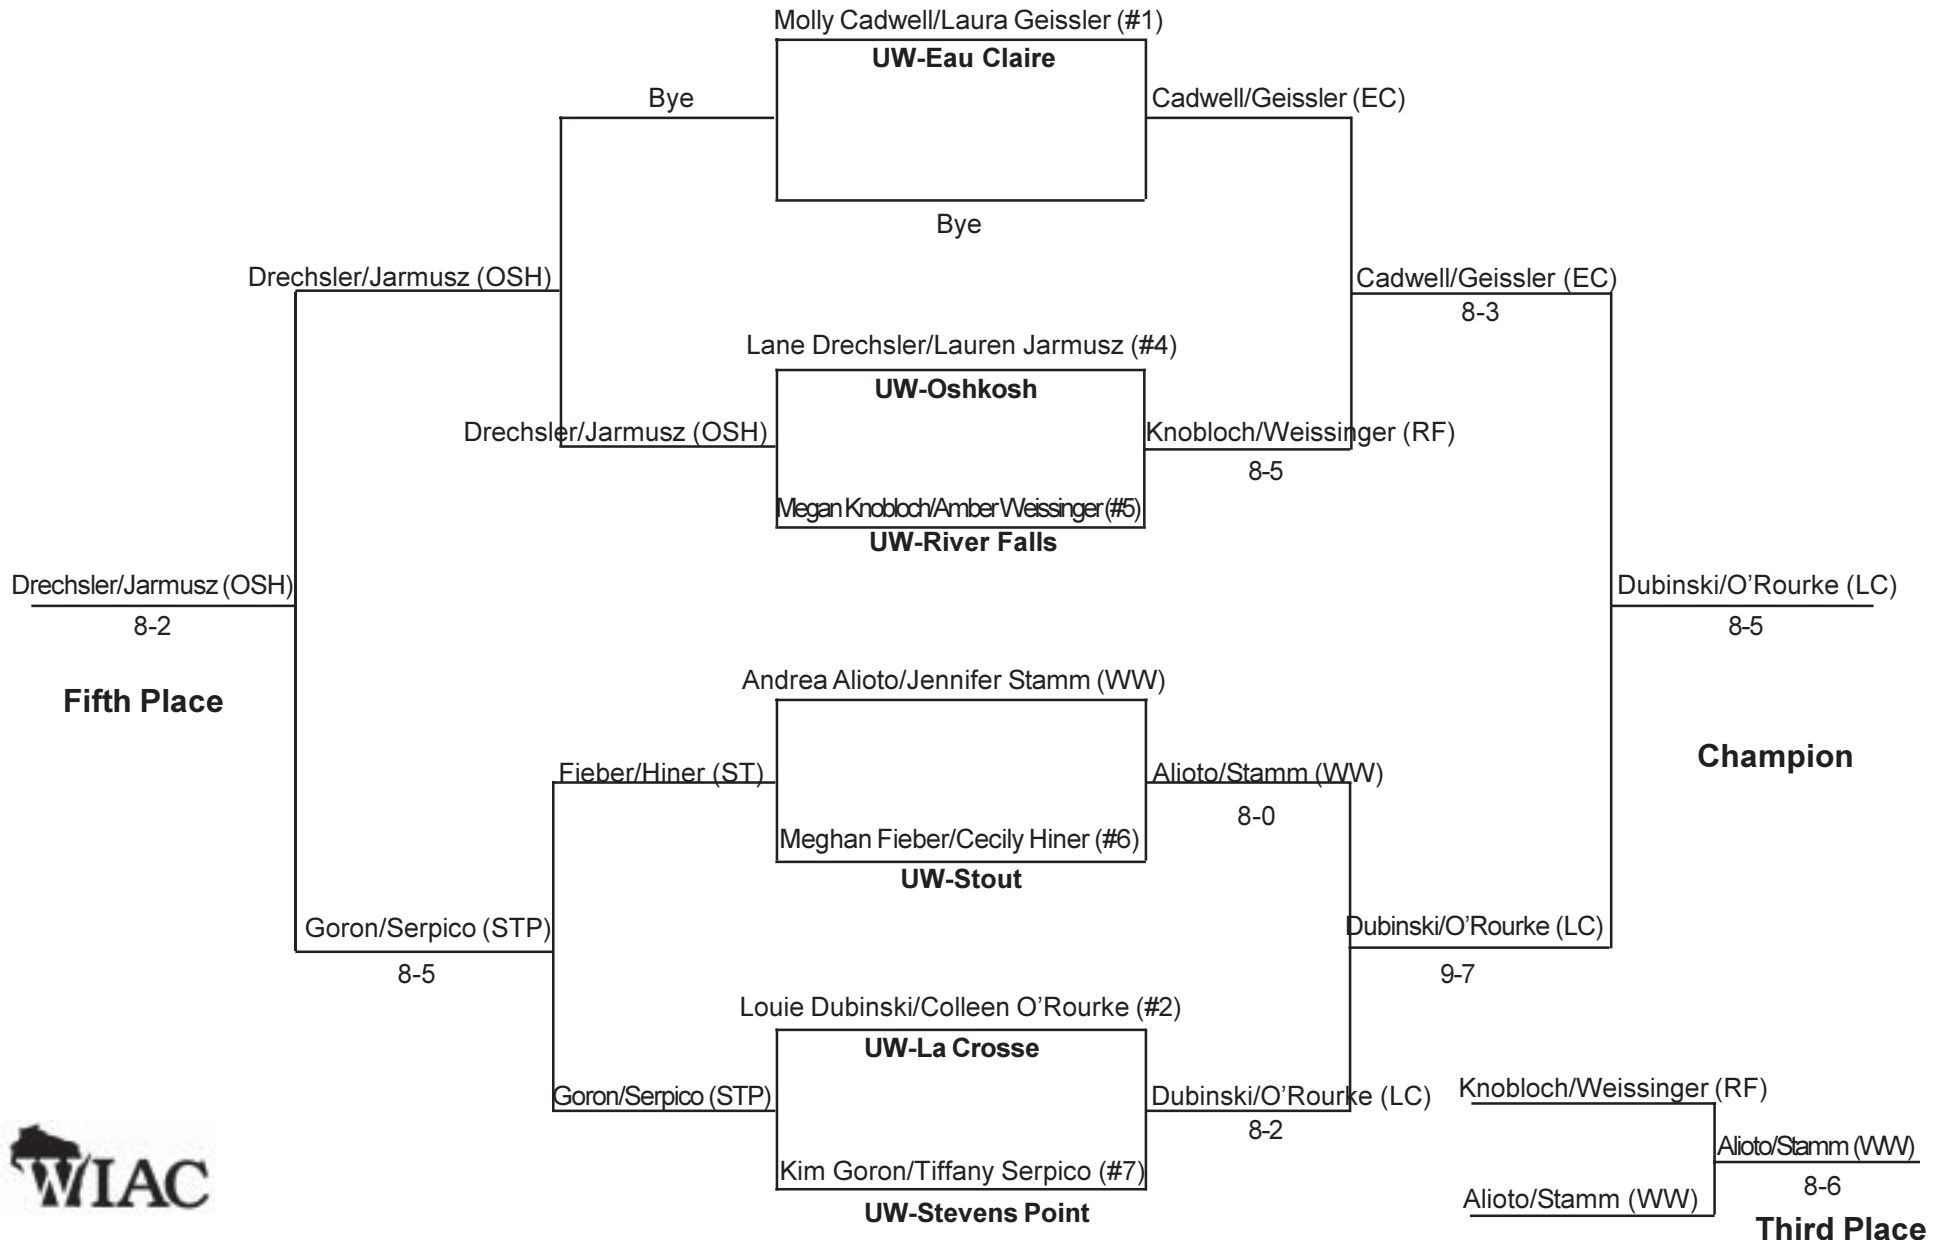 Molly Cadwell/Laura Geissler (#1)
UW-Eau Claire
Bye
Cadwell/Geissler (EC)
Bye
Drechsler/Jarmusz (OSH)
Cadwell/Geissler (EC)
8-3
Lane Drechsler/Lauren Jarmusz (#4)
UW-Oshkosh
Drechsler/Jarmusz (OSH)
Knobloch/Weissinger (RF)
8-5
Megan Knobloch/Amber Weissinger (#5)
UW-River Falls
Drechsler/Jarmusz (OSH)
8-2
Dubinski/O’Rourke (LC)
8-5
Fifth Place
Andrea Alioto/Jennifer Stamm (WW)
Champion
Fieber/Hiner (ST)
Alioto/Stamm (WW)
8-0
Meghan Fieber/Cecily Hiner (#6)
UW-Stout
Goron/Serpico (STP)
8-5
Dubinski/O’Rourke (LC)
9-7
Louie Dubinski/Colleen O’Rourke (#2)
UW-La Crosse
Goron/Serpico (STP)
Dubinski/O’Rourke (LC)
8-2
Kim Goron/Tiffany Serpico (#7)
UW-Stevens Point
Knobloch/Weissinger (RF)
Alioto/Stamm (WW)
8-6
Alioto/Stamm (WW)
Third Place
WIAC